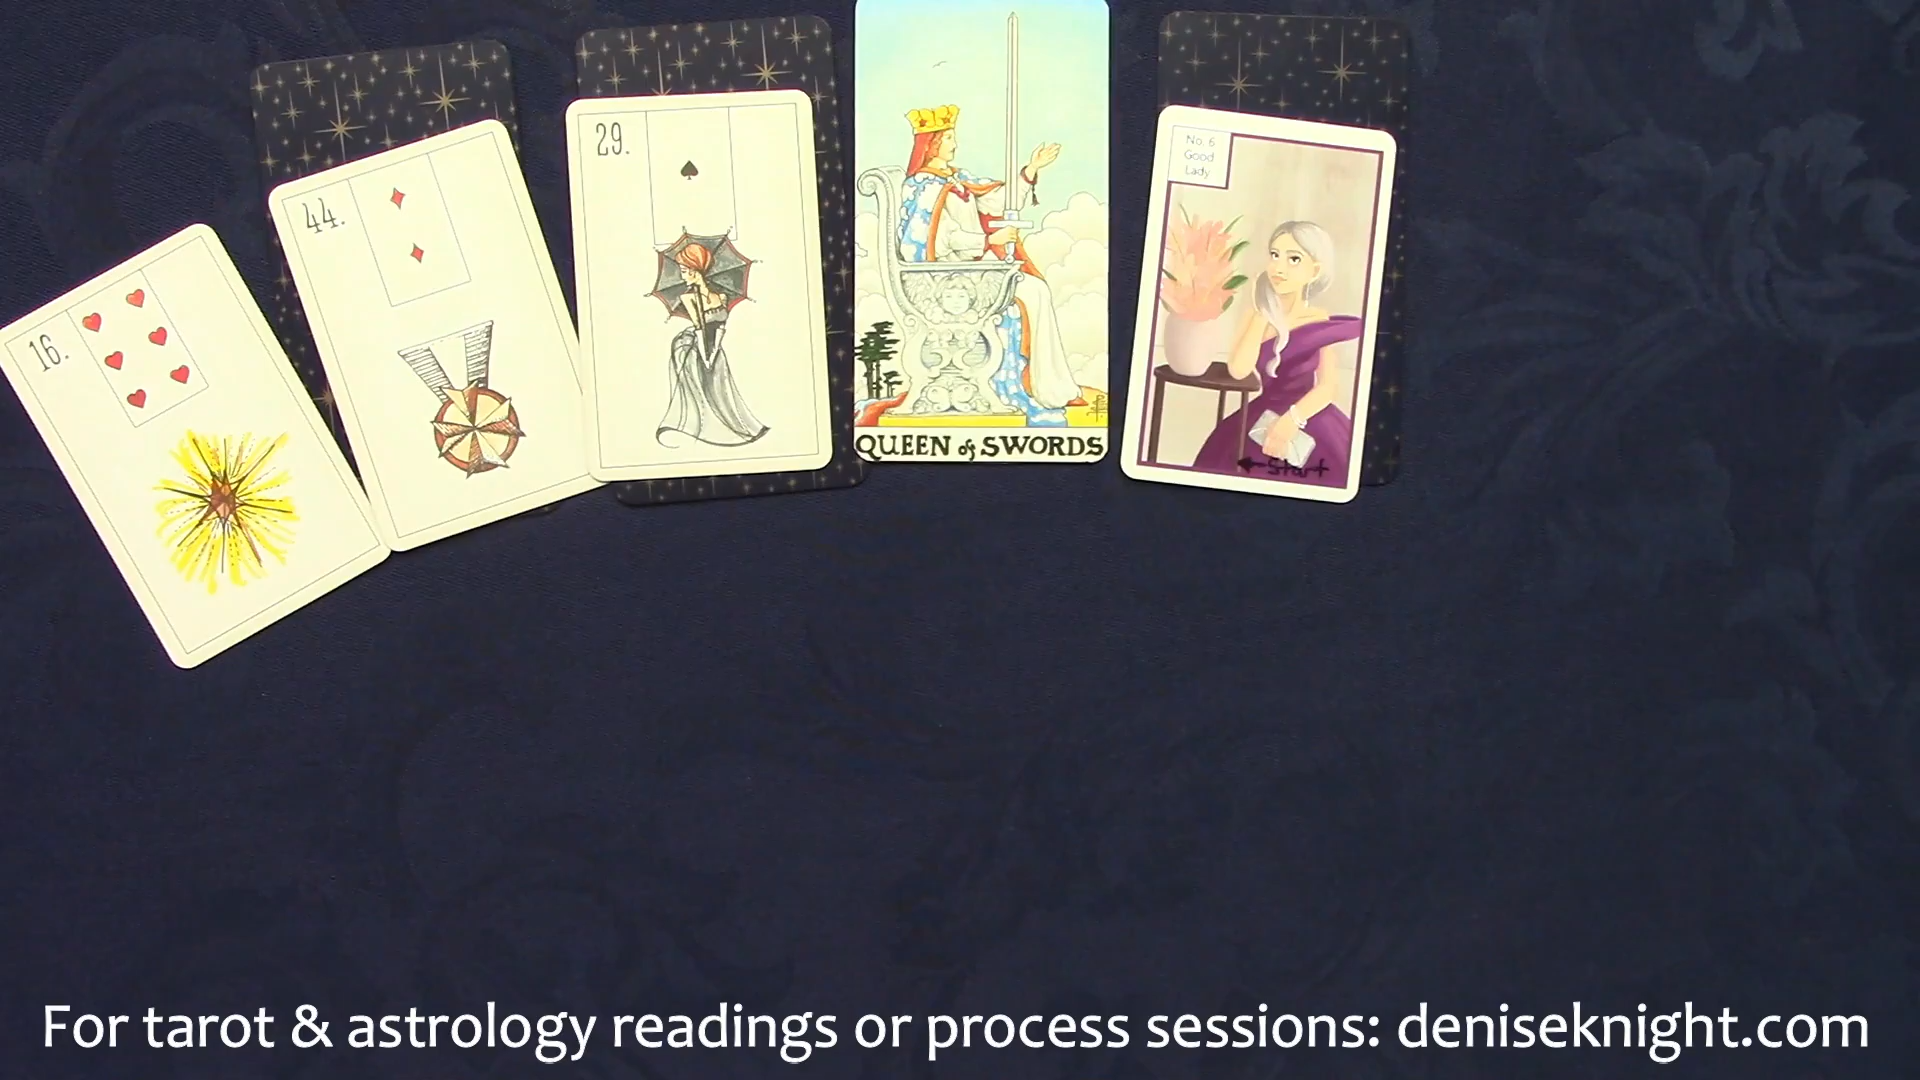 16.
44.
29.
QUEEN of SWORDS
No. 6
Good
Lady
Start
For tarot & astrology readings or process sessions: deniseknight.com